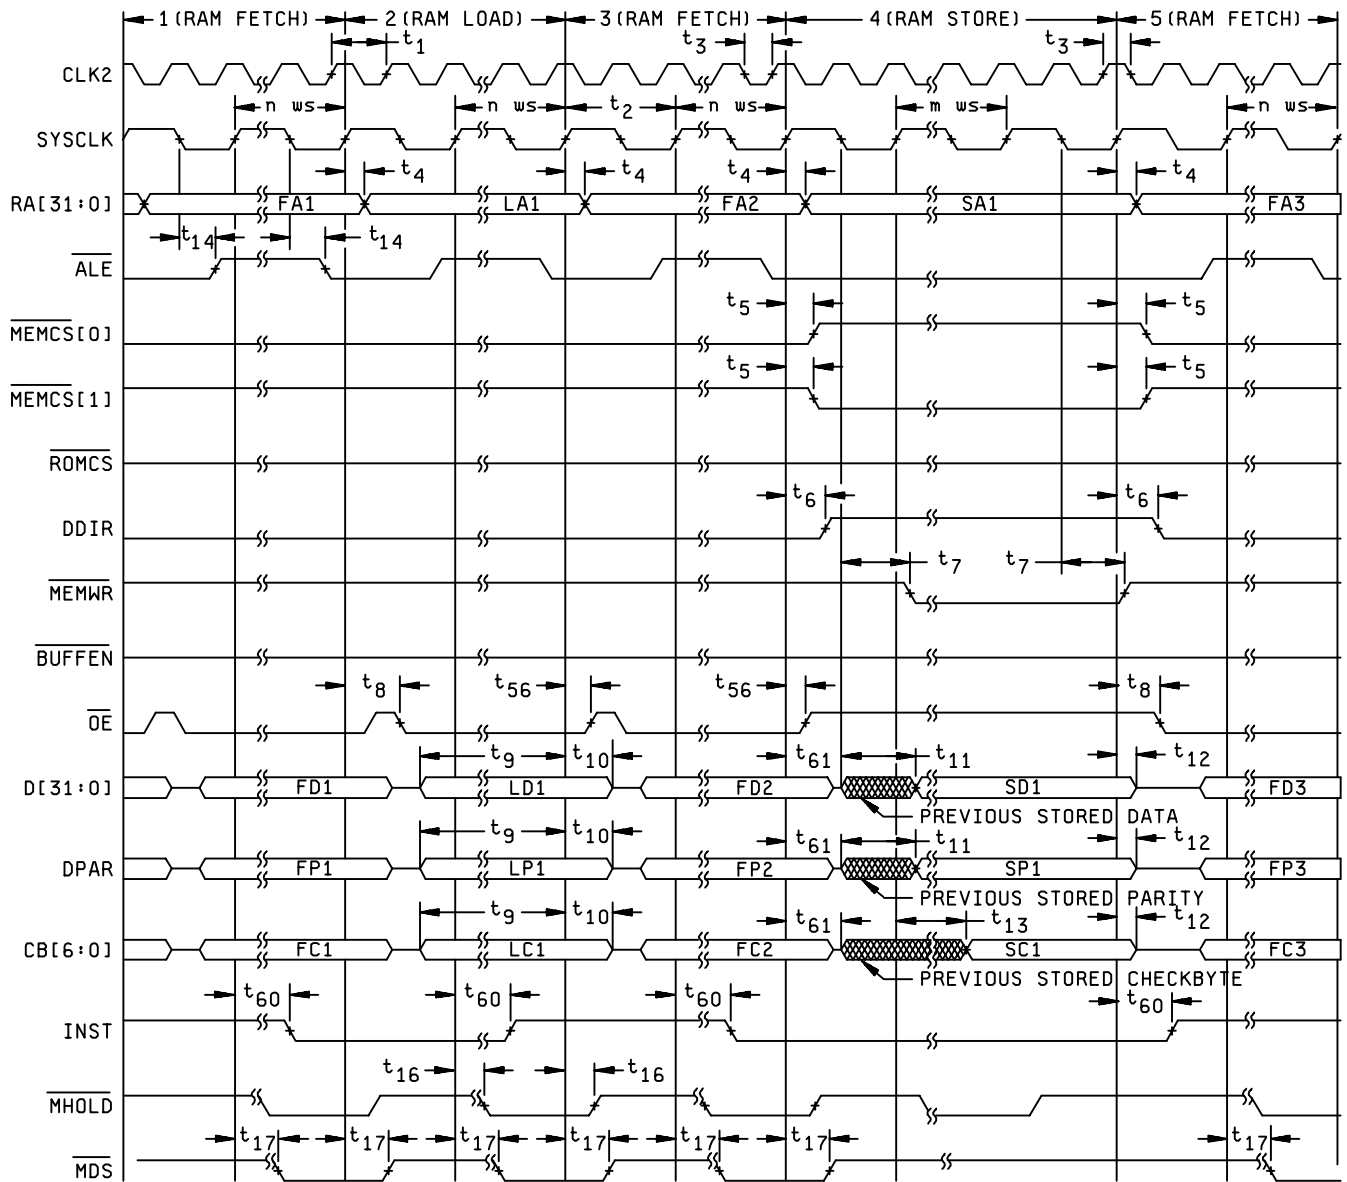 1(RAM FETCH) 2(RAM LOAD) 3(RAM FETCH) 4(RAM STORE) 5(RAM FETCH)
t1 t3 t3
CLK2
n ws n ws t2 n ws m ws n ws
SYSCLK
t4 t4 t4 t4
RA[31:0] FA1 LA1 FA2 SA1 FA3
t14 t14
ALE
t5 t5
MEMCS[0]
t5 t5
MEMCS[1]
ROMCS
t6 t6
DDIR
t7 t7
MEMWR
BUFFEN
t8 t56 t56 t8
OE
t9 t10 t61 t11 t12
D[31:0] FD1 LD1 FD2 SD1 FD3
PREVIOUS STORED DATA
t9 t10 t61 t11 t12
DPAR FP1 LP1 FP2 SP1 FP3
PREVIOUS STORED PARITY
t9 t10 t61 t13 t12
CB[6:0] FC1 LC1 FC2 SC1 FC3
PREVIOUS STORED CHECKBYTE
t60 t60 t60 t60
INST
t16 t16
MHOLD
t17 t17 t17 t17 t17 t17 t17
MDS